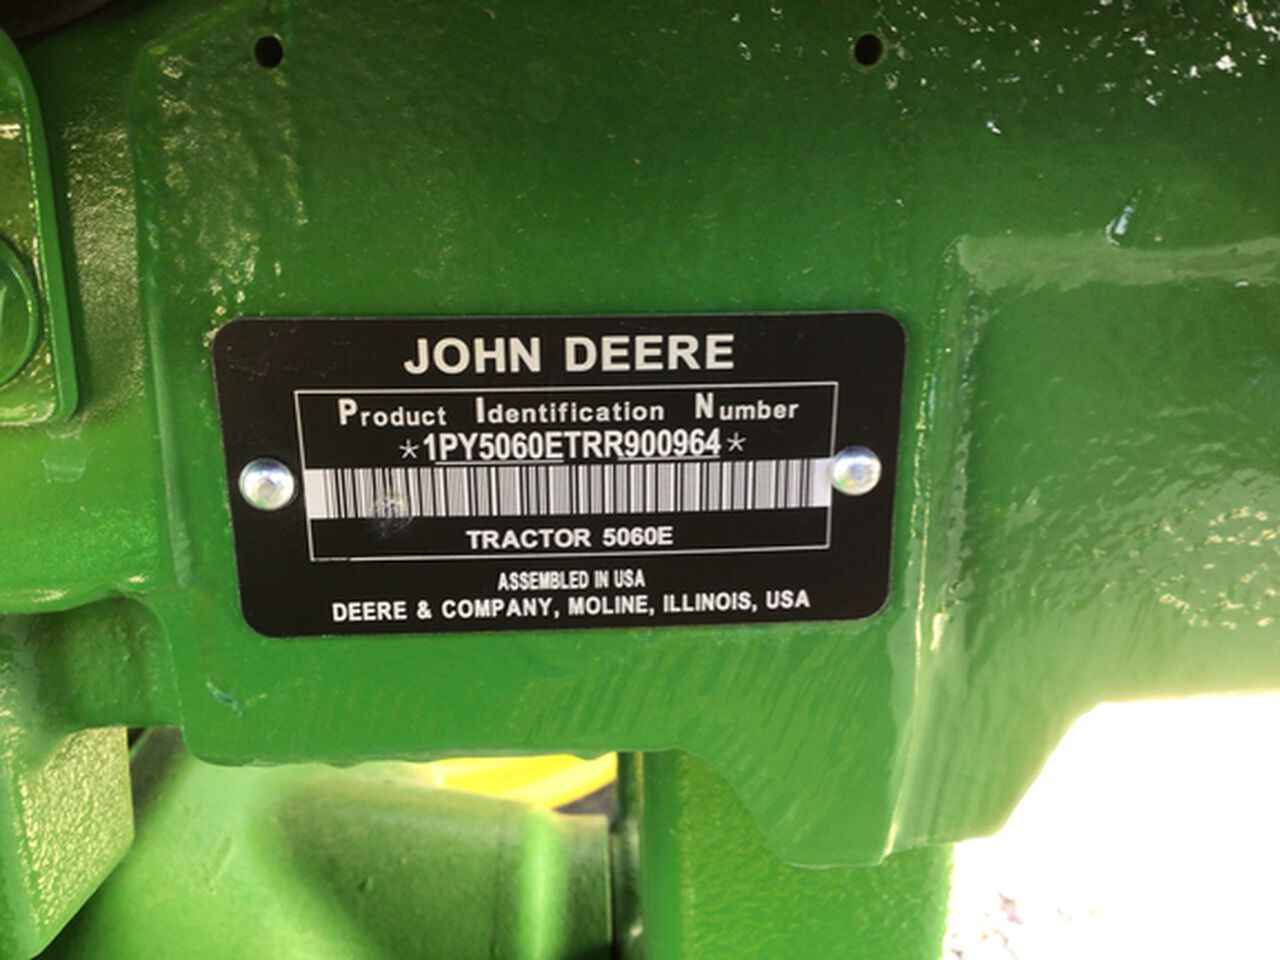 JOHN DEERE
Product Identification Number
*1PY5060ETRR900964*
TRACTOR 5060E
ASSEMBLED IN USA
DEERE & COMPANY, MOLINE, ILLINOIS, USA